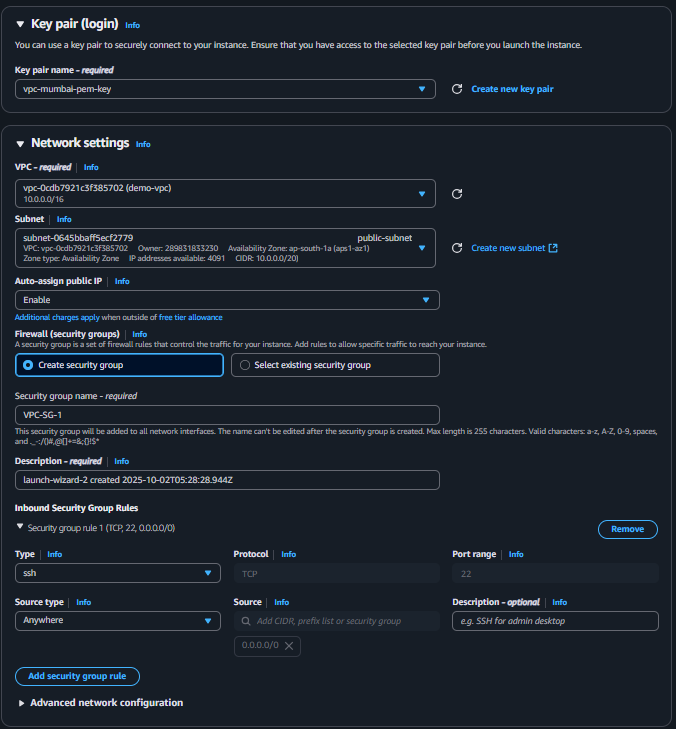 Key pair (login) Info
You can use a key pair to securely connect to your instance. Ensure that you have access to the selected key pair before you launch the instance.
Key pair name - required
vpc-mumbai-pem-key
Create new key pair
Network settings Info
VPC - required Info
vpc-0cdb7921c3f385702 (demo-vpc)
10.0.0.0/16
Subnet Info
subnet-0645bbaff5ecf2779 public-subnet
VPC: vpc-0cdb7921c3f385702 Owner: 289831833230 Availability Zone: ap-south-1a (aps1-az1)
Zone type: Availability Zone IP addresses available: 4091 CIDR: 10.0.0.0/20)
Create new subnet
Auto-assign public IP Info
Enable
Additional charges apply when outside of free tier allowance
Firewall (security groups) Info
A security group is a set of firewall rules that control the traffic for your instance. Add rules to allow specific traffic to reach your instance.
Create security group
Select existing security group
Security group name - required
VPC-SG-1
This security group will be added to all network interfaces. The name can't be edited after the security group is created. Max length is 255 characters. Valid characters: a-z, A-Z, 0-9, spaces,
and ._-:/()#,@[]+=&;{}!$*
Description - required Info
launch-wizard-2 created 2025-10-02T05:28:28.944Z
Inbound Security Group Rules
Security group rule 1 (TCP, 22, 0.0.0.0/0)
Remove
Type Info Protocol Info Port range Info
ssh TCP 22
Source type Info Source Info Description - optional Info
Anywhere Add CIDR, prefix list or security group e.g. SSH for admin desktop
0.0.0.0/0
Add security group rule
Advanced network configuration